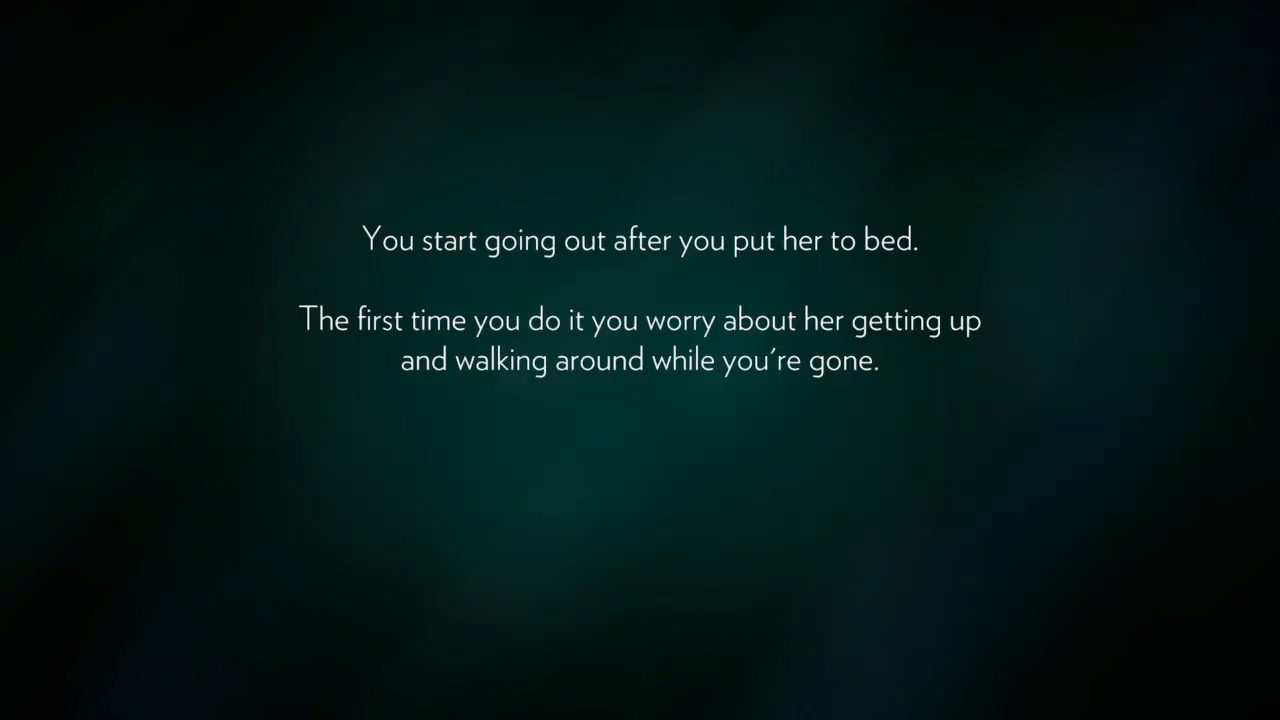 You start going out after you put her to bed.
The first time you do it you worry about her getting up
and walking around while you're gone.